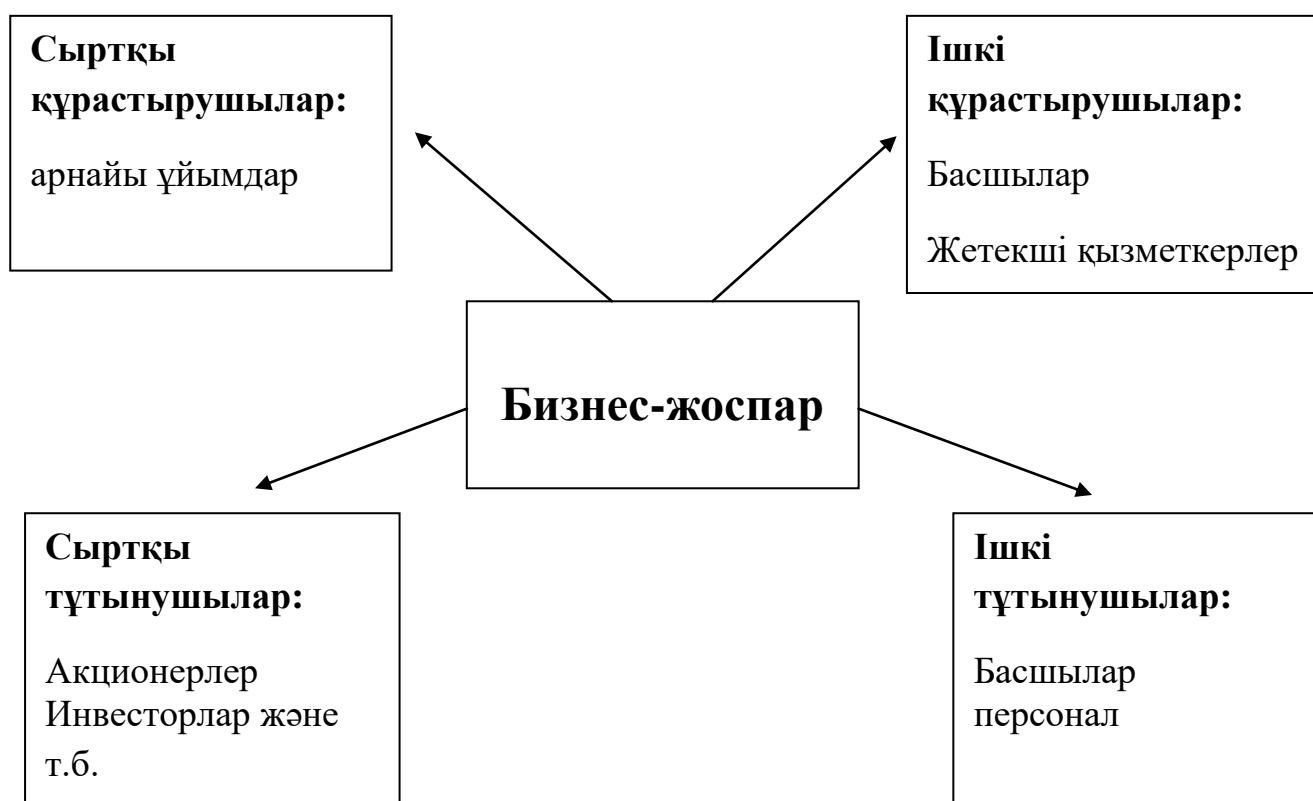 Сыртқы
құрастырушылар:
арнайы ұйымдар
Ішкі
құрастырушылар:
Басшылар
Жетекші қызметкерлер
Бизнес-жоспар
Сыртқы
тұтынушылар:
Акционерлер
Инвесторлар және
т.б.
Ішкі
тұтынушылар:
Басшылар
персонал